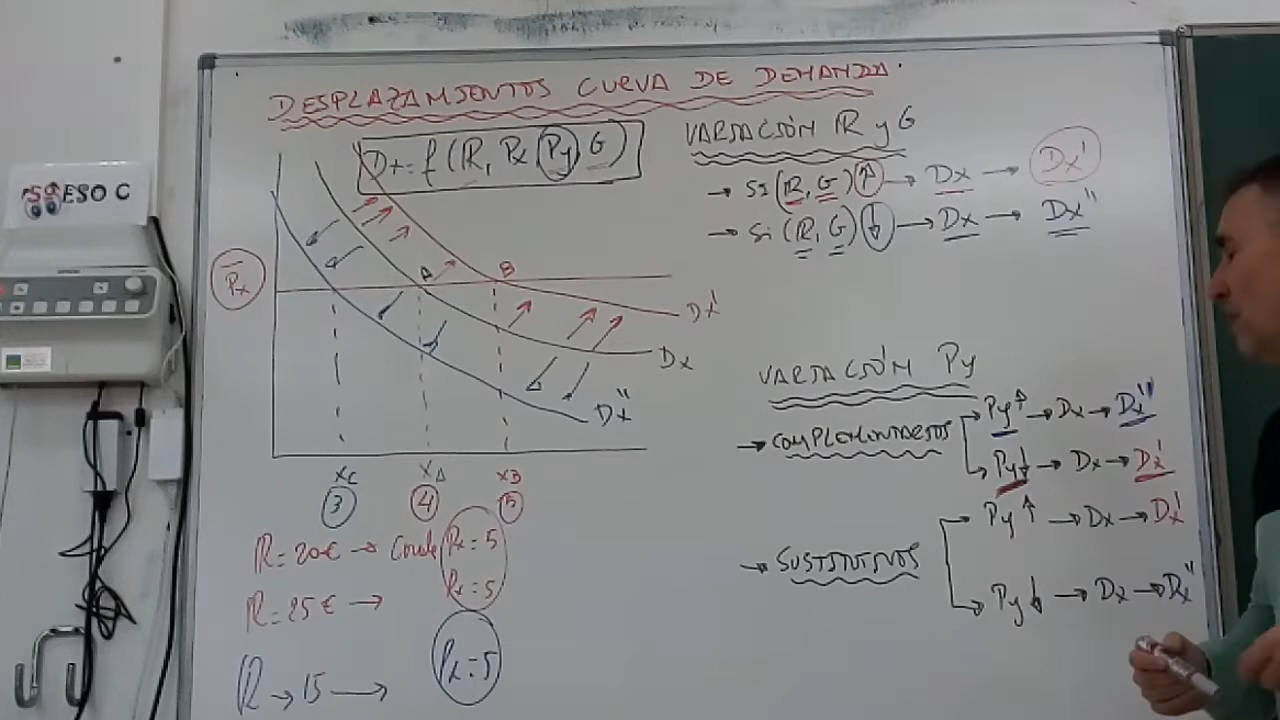 DESPLAZAMIENTOS CURVA DE DEMANDA
Dx = f(R, Px, Py, G)
SG ESO C
Px
A
B
Dx'
Dx
Dx''
xC
xA
xB
3
4
5
R = 20€ → Px = 5
R = 25€ → Px = 5
R → 15 → Px = 5
VARIACIÓN R y G
→ Si (R, G) ↑ → Dx → Dx'
→ Si (R, G) ↓ → Dx → Dx''
VARIACIÓN Py
→ COMPLEMENTARIOS
Py ↑ → Dx → Dx''
Py ↓ → Dx → Dx'
→ SUSTITUTIVOS
Py ↑ → Dx → Dx'
Py ↓ → Dx → Dx''